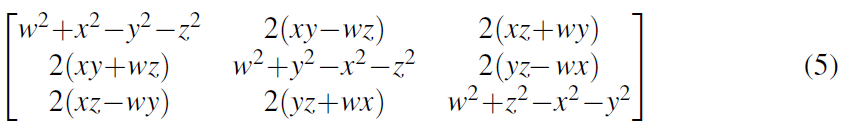 w²+x²−y²−z² 2(xy−wz) 2(xz+wy)
2(xy+wz) w²+y²−x²−z² 2(yz−wx) (5)
2(xz−wy) 2(yz+wx) w²+z²−x²−y²